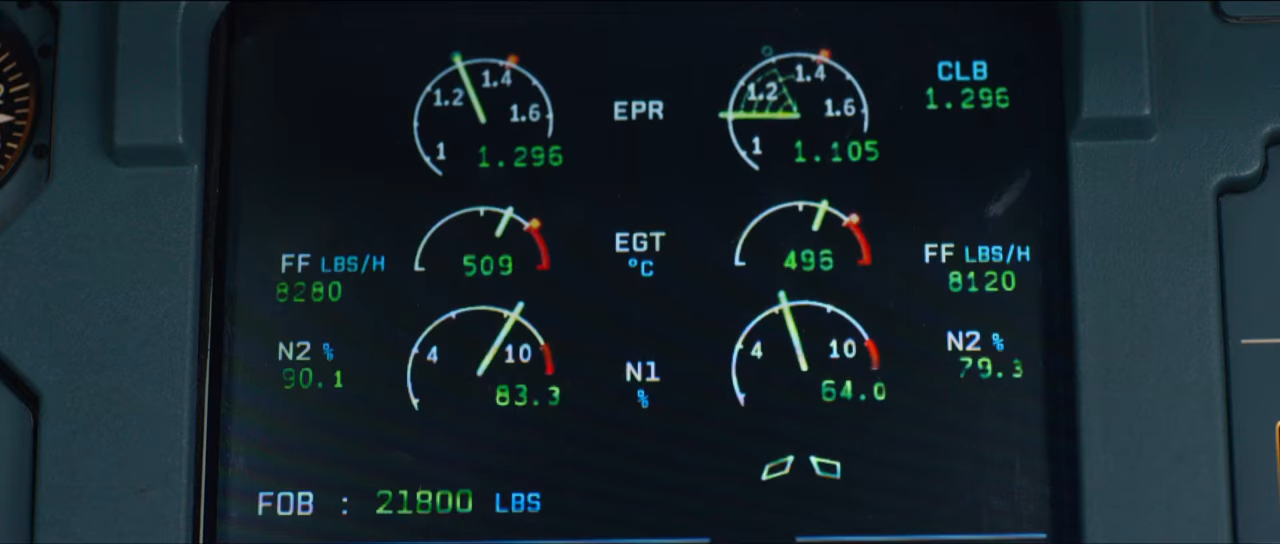 1.2 1.4 1.6 1 1.296
EPR
1.2 1.4 1.6 1 1.105
CLB
1.296
FF LBS/H
8280
509
EGT
°C
496
FF LBS/H
8120
N2 %
90.1
4 10
83.3
N1
%
4 10
64.0
N2 %
79.3
FOB : 21800 LBS